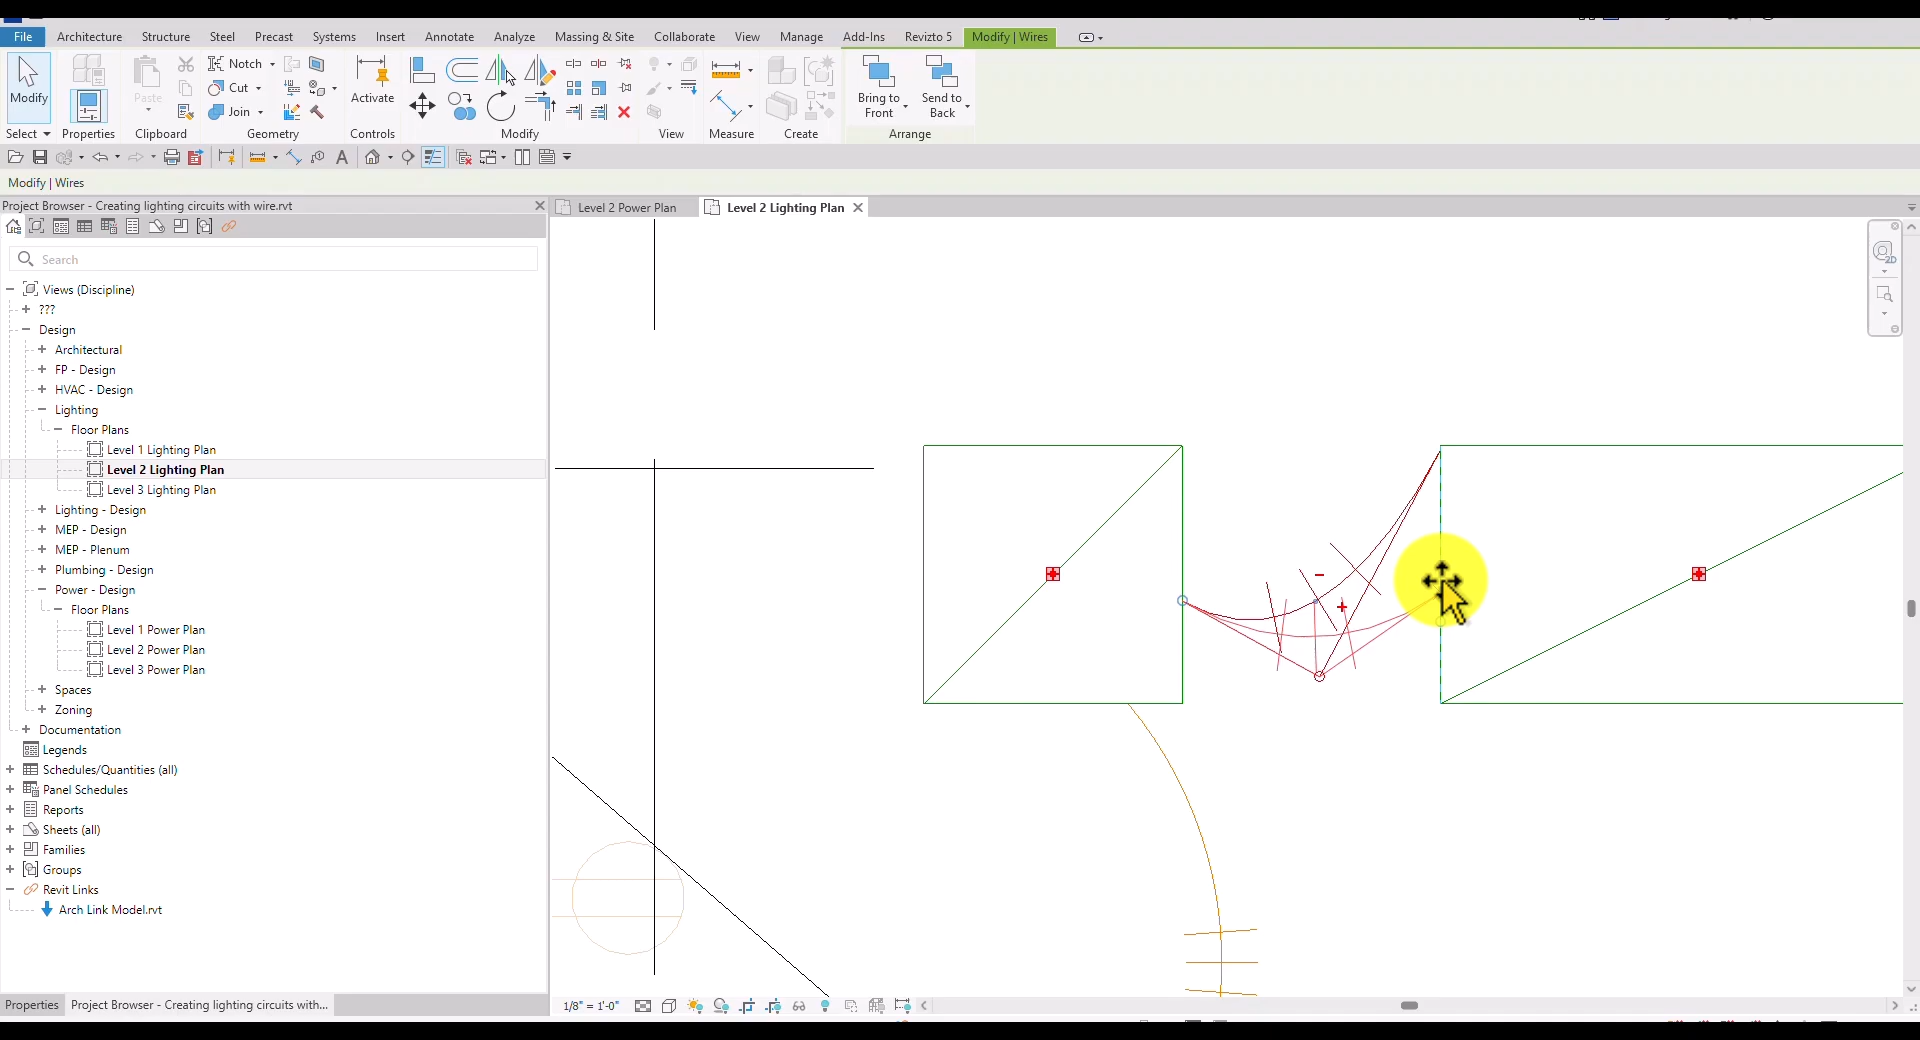 File Architecture Structure Steel Precast Systems Insert Annotate Analyze Massing & Site Collaborate View Manage Add-Ins Revizto 5 Modify | Wires
Modify Paste Notch Cut Join Activate Bring to Front Send to Back
Select Properties Clipboard Geometry Controls Modify View Measure Create Arrange
Modify | Wires
Project Browser - Creating lighting circuits with wire.rvt
Level 2 Power Plan Level 2 Lighting Plan
2D
Search
Views (Discipline)
???
Design
Architectural
FP - Design
HVAC - Design
Lighting
Floor Plans
Level 1 Lighting Plan
Level 2 Lighting Plan
Level 3 Lighting Plan
Lighting - Design
MEP - Design
MEP - Plenum
Plumbing - Design
Power - Design
Floor Plans
Level 1 Power Plan
Level 2 Power Plan
Level 3 Power Plan
Spaces
Zoning
Documentation
Legends
Schedules/Quantities (all)
Panel Schedules
Reports
Sheets (all)
Families
Groups
Revit Links
Arch Link Model.rvt
Properties Project Browser - Creating lighting circuits with... 1/8" = 1'-0"